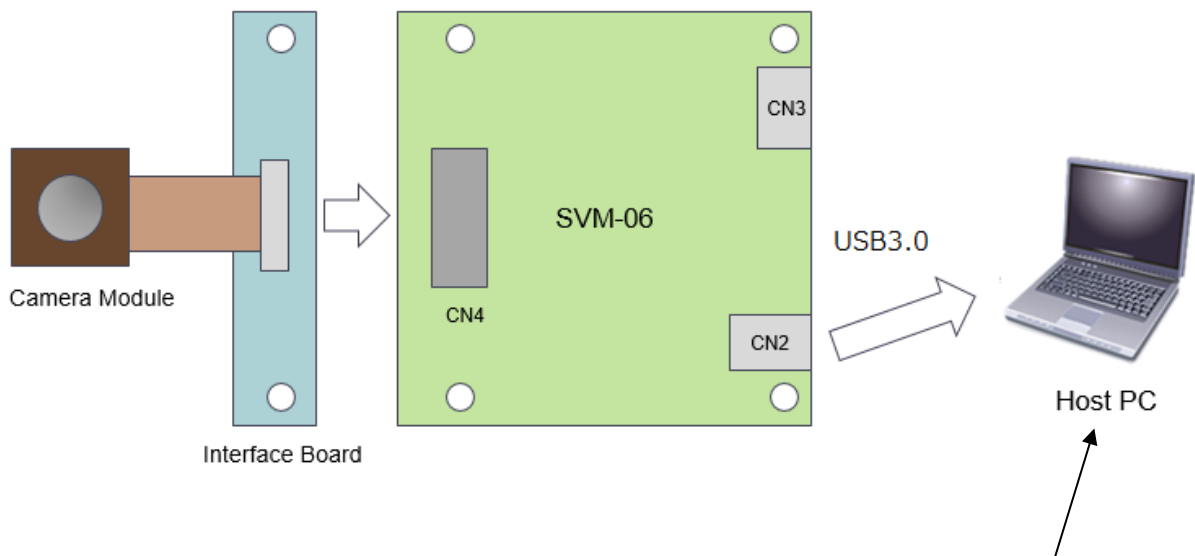 CN3
SVM-06
USB3.0
Camera Module
CN4
CN2
Host PC
Interface Board